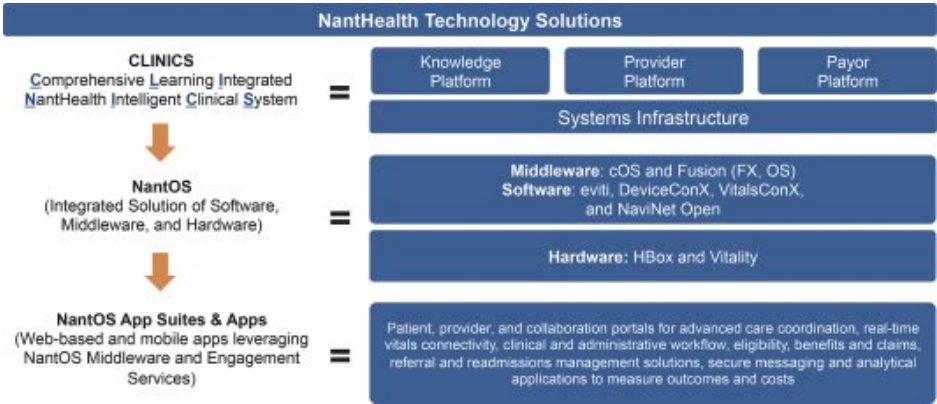 NantHealth Technology Solutions
CLINICS
Comprehensive Learning Integrated
NantHealth Intelligent Clinical System
=
Knowledge
Platform
Provider
Platform
Payor
Platform
Systems Infrastructure
NantOS
(Integrated Solution of Software,
Middleware, and Hardware)
=
Middleware: cOS and Fusion (FX, OS)
Software: eviti, DeviceConX, VitalsConX,
and NaviNet Open
Hardware: HBox and Vitality
NantOS App Suites & Apps
(Web-based and mobile apps leveraging
NantOS Middleware and Engagement
Services)
=
Patient, provider, and collaboration portals for advanced care coordination, real-time
vitals connectivity, clinical and administrative workflow, eligibility, benefits and claims,
referral and readmissions management solutions, secure messaging and analytical
applications to measure outcomes and costs